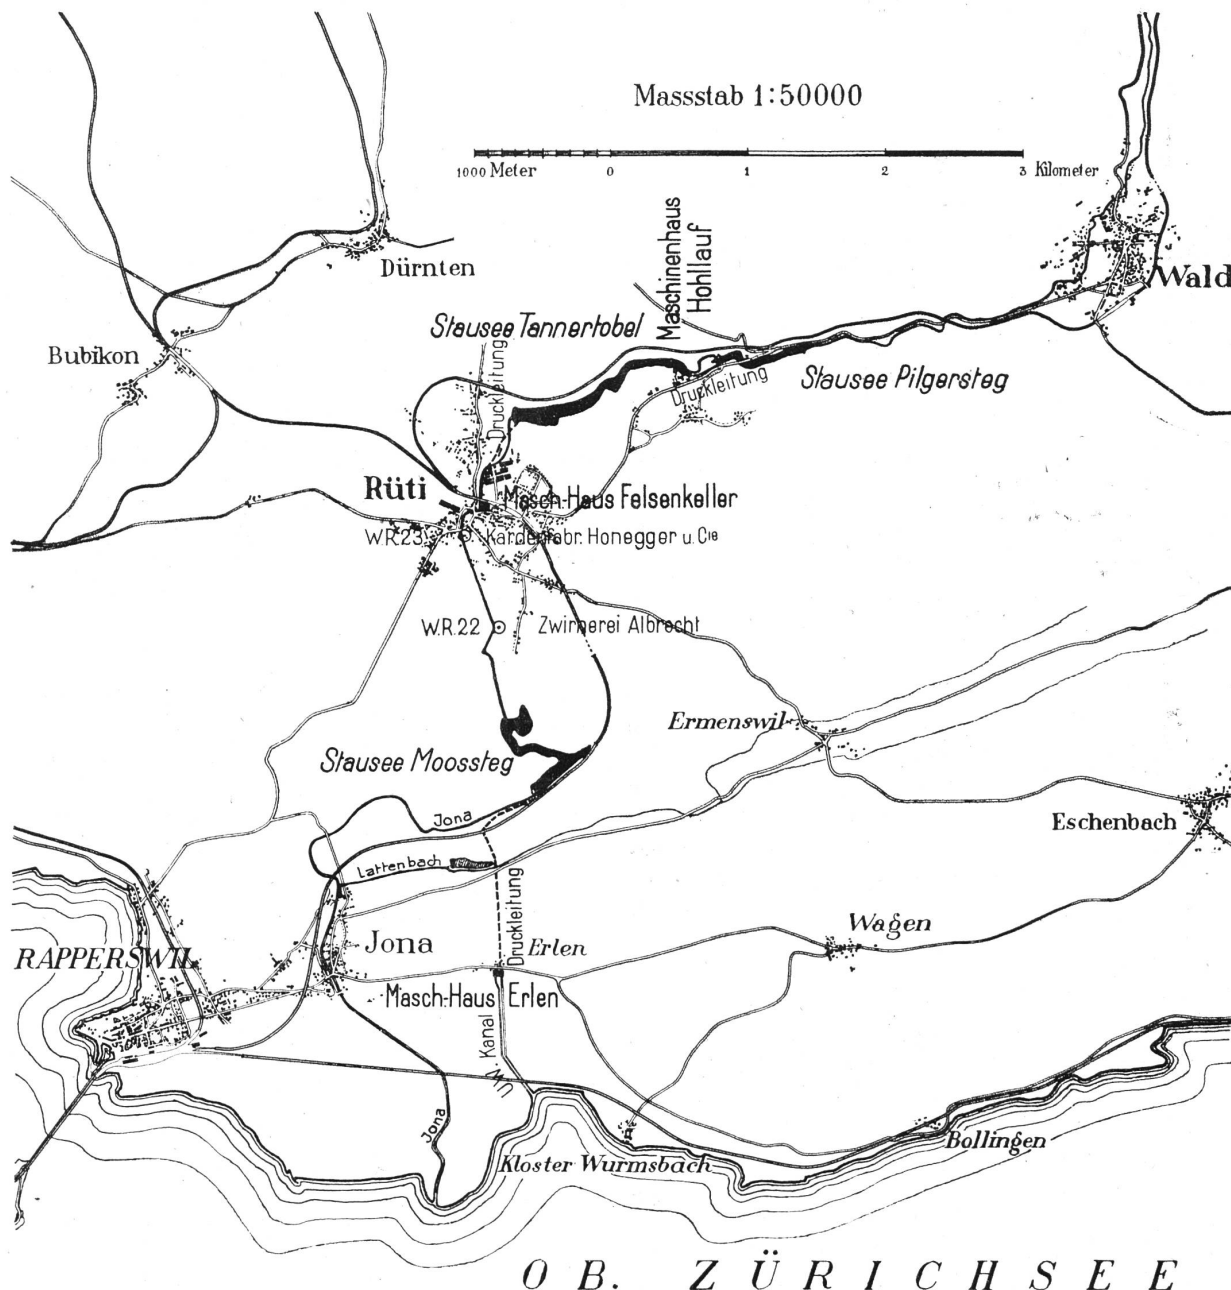 Massstab 1:50000
1000 Meter 0 1 2 3 Kilometer
Dürnten
Maschinenhaus
Hohllauf
Wald
Stausee Tannertobel
Bubikon
Druckleitung
Druckleitung
Stausee Pilgersteg
Rüti
Masch-Haus Felsenkeller
W.R.23
Kardenfabr. Honegger u. Cie
W.R.22
Zwirnerei Albrecht
Ermenswil
Stausee Moossteg
Jona
Eschenbach
Lattenbach
Druckleitung
Wagen
Jona
Erlen
RAPPERSWIL
Masch-Haus Erlen
U.W. Kanal
Jona
Bollingen
Kloster Wurmsbach
OB. ZÜRICHSEE